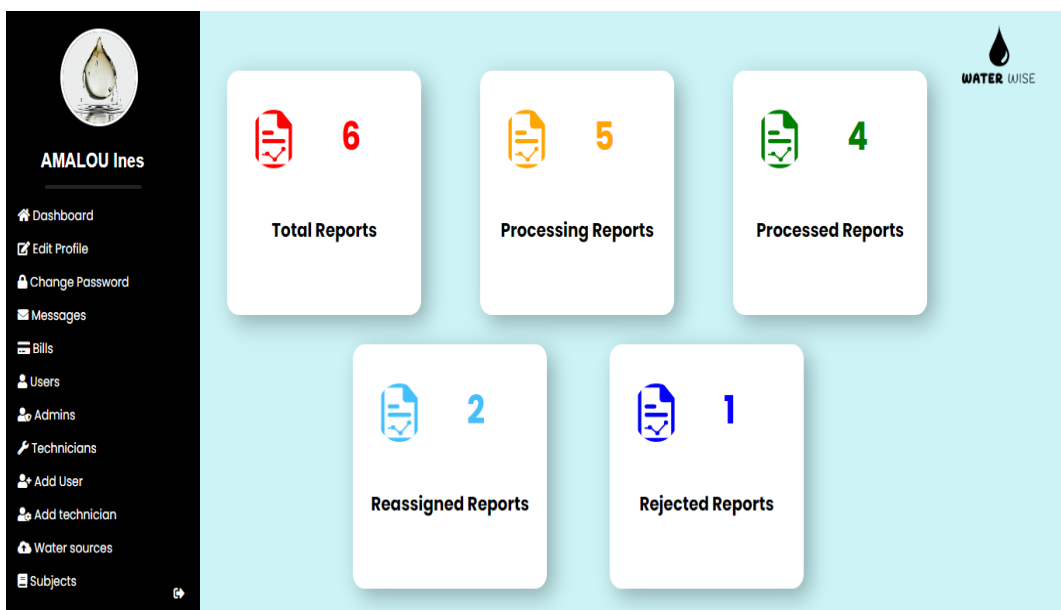 AMALOU Ines
Dashboard
Edit Profile
Change Password
Messages
Bills
Users
Admins
Technicians
Add User
Add technician
Water sources
Subjects
WATER WISE
6
Total Reports
5
Processing Reports
4
Processed Reports
2
Reassigned Reports
1
Rejected Reports